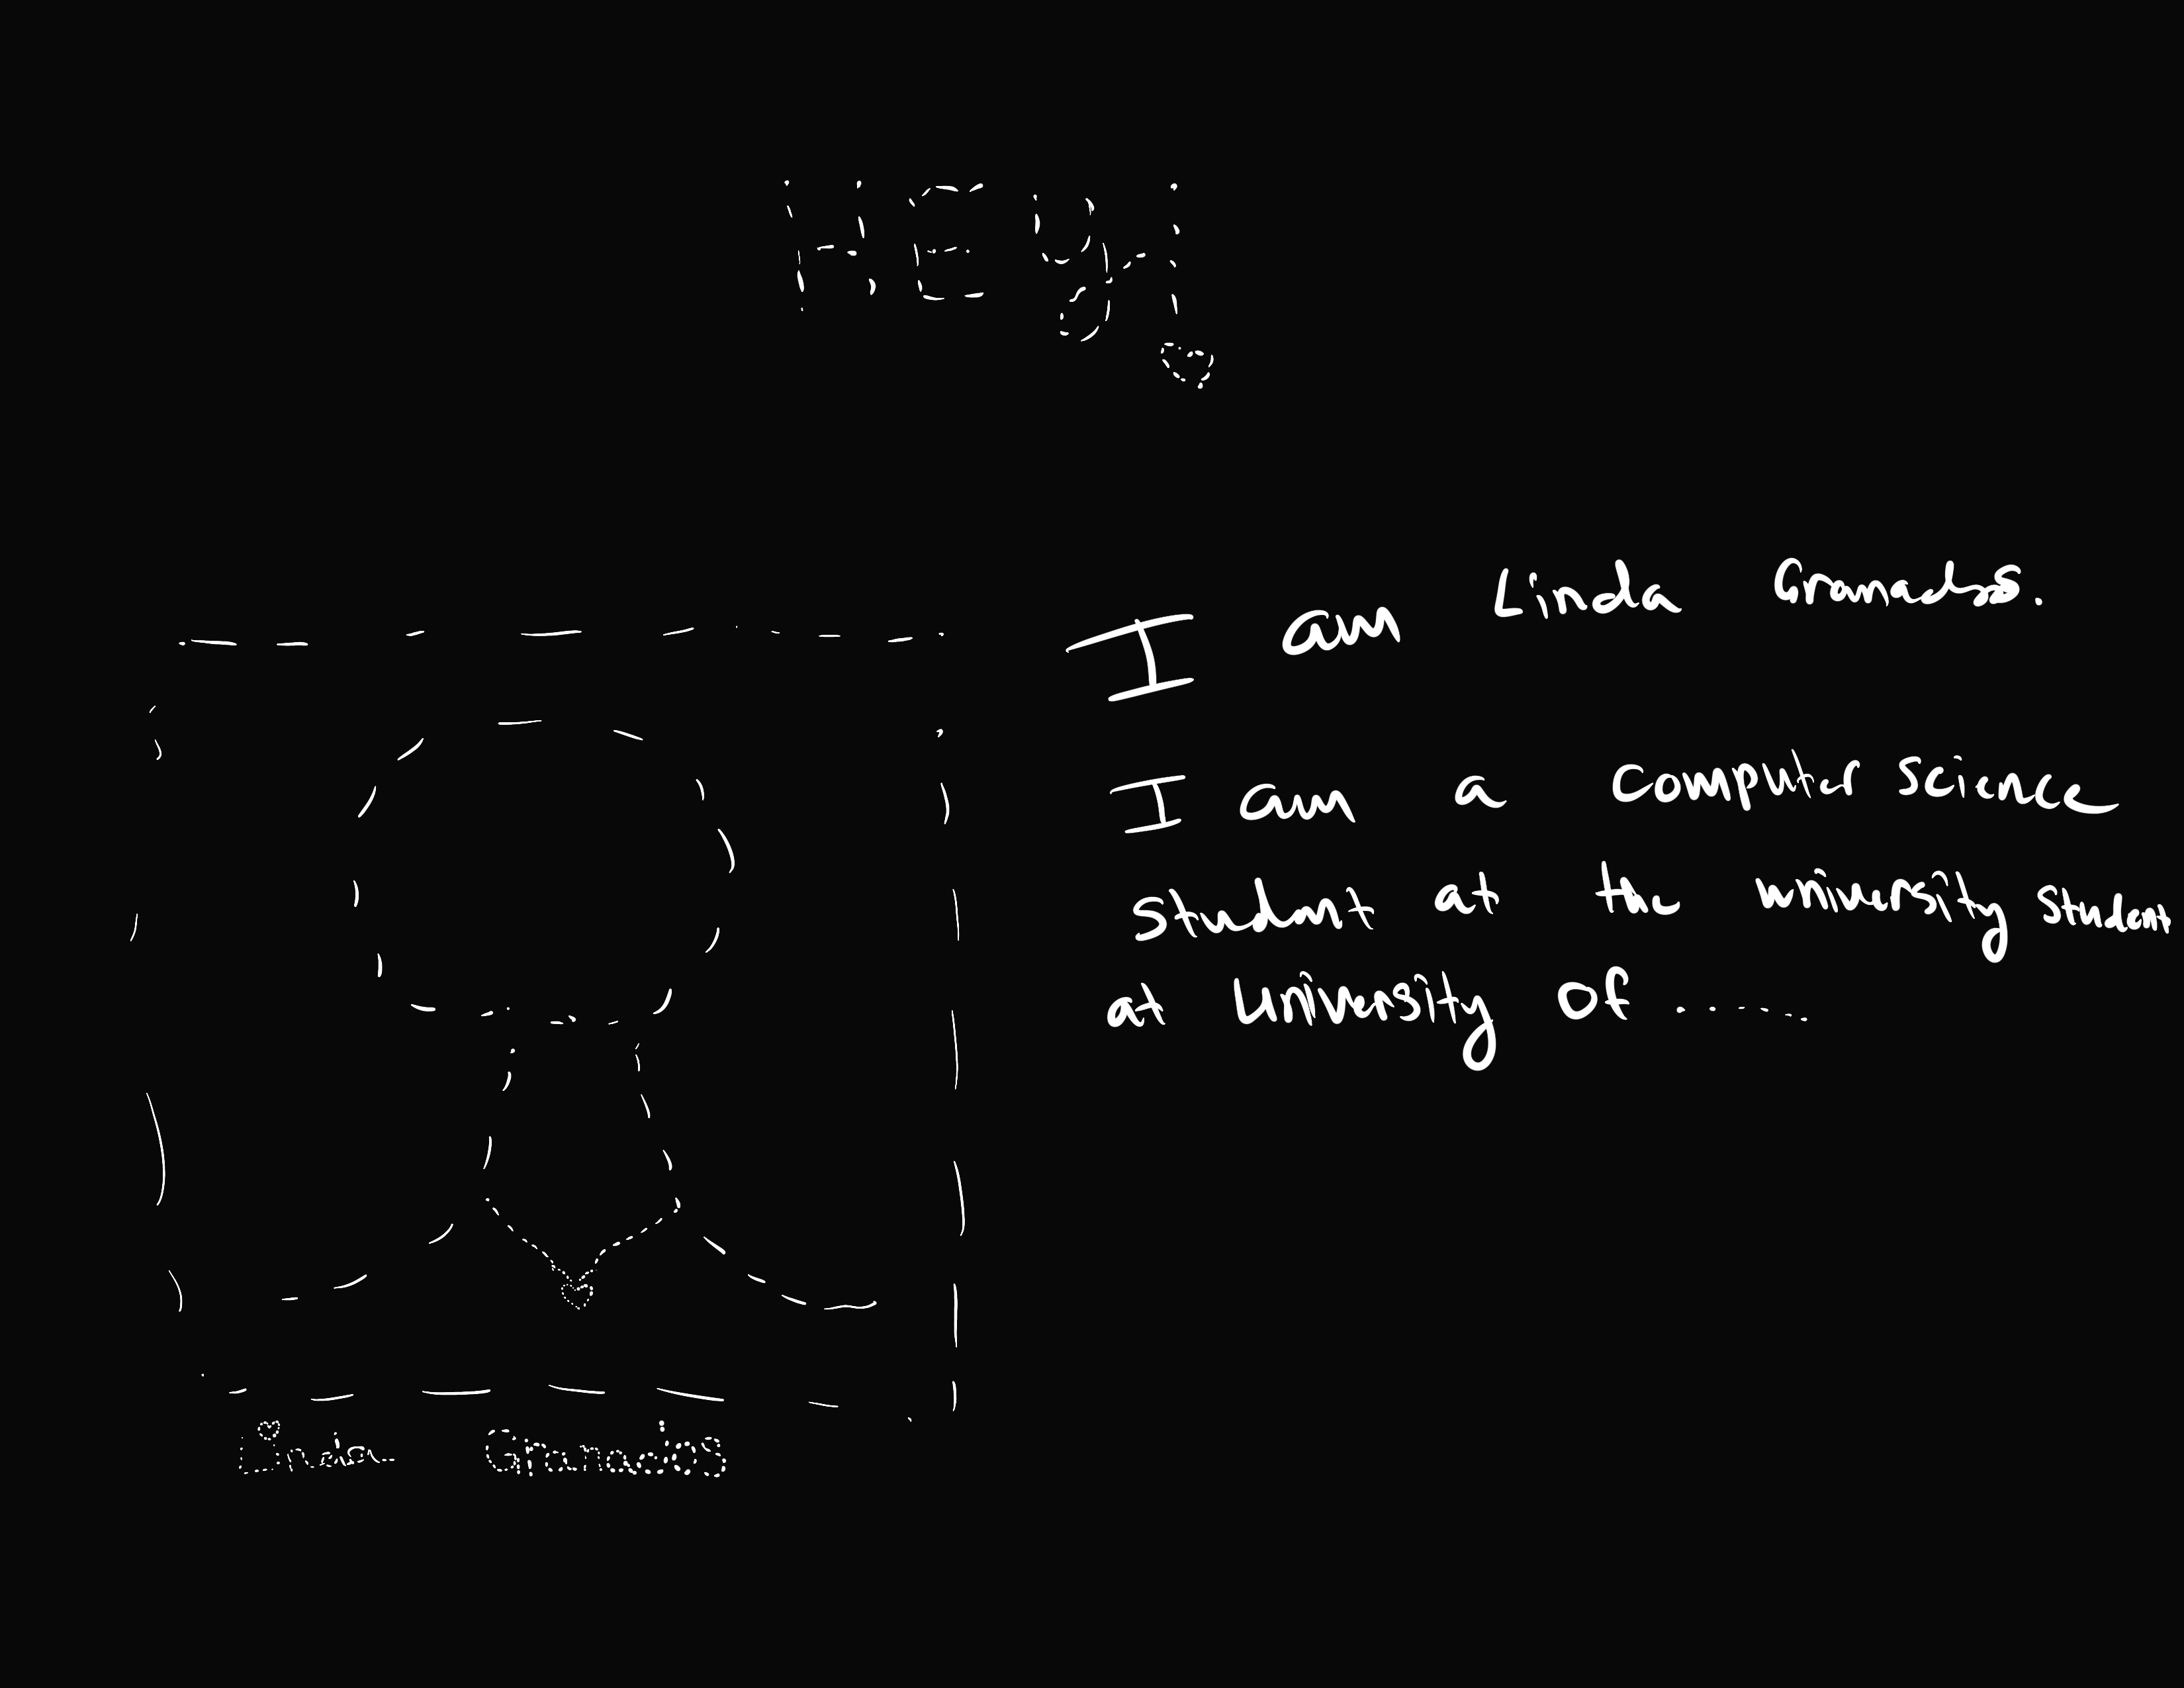 HEy!
I am Linda Granados.
I am a computer science
student at the university student
at University of .....
Linda Granados